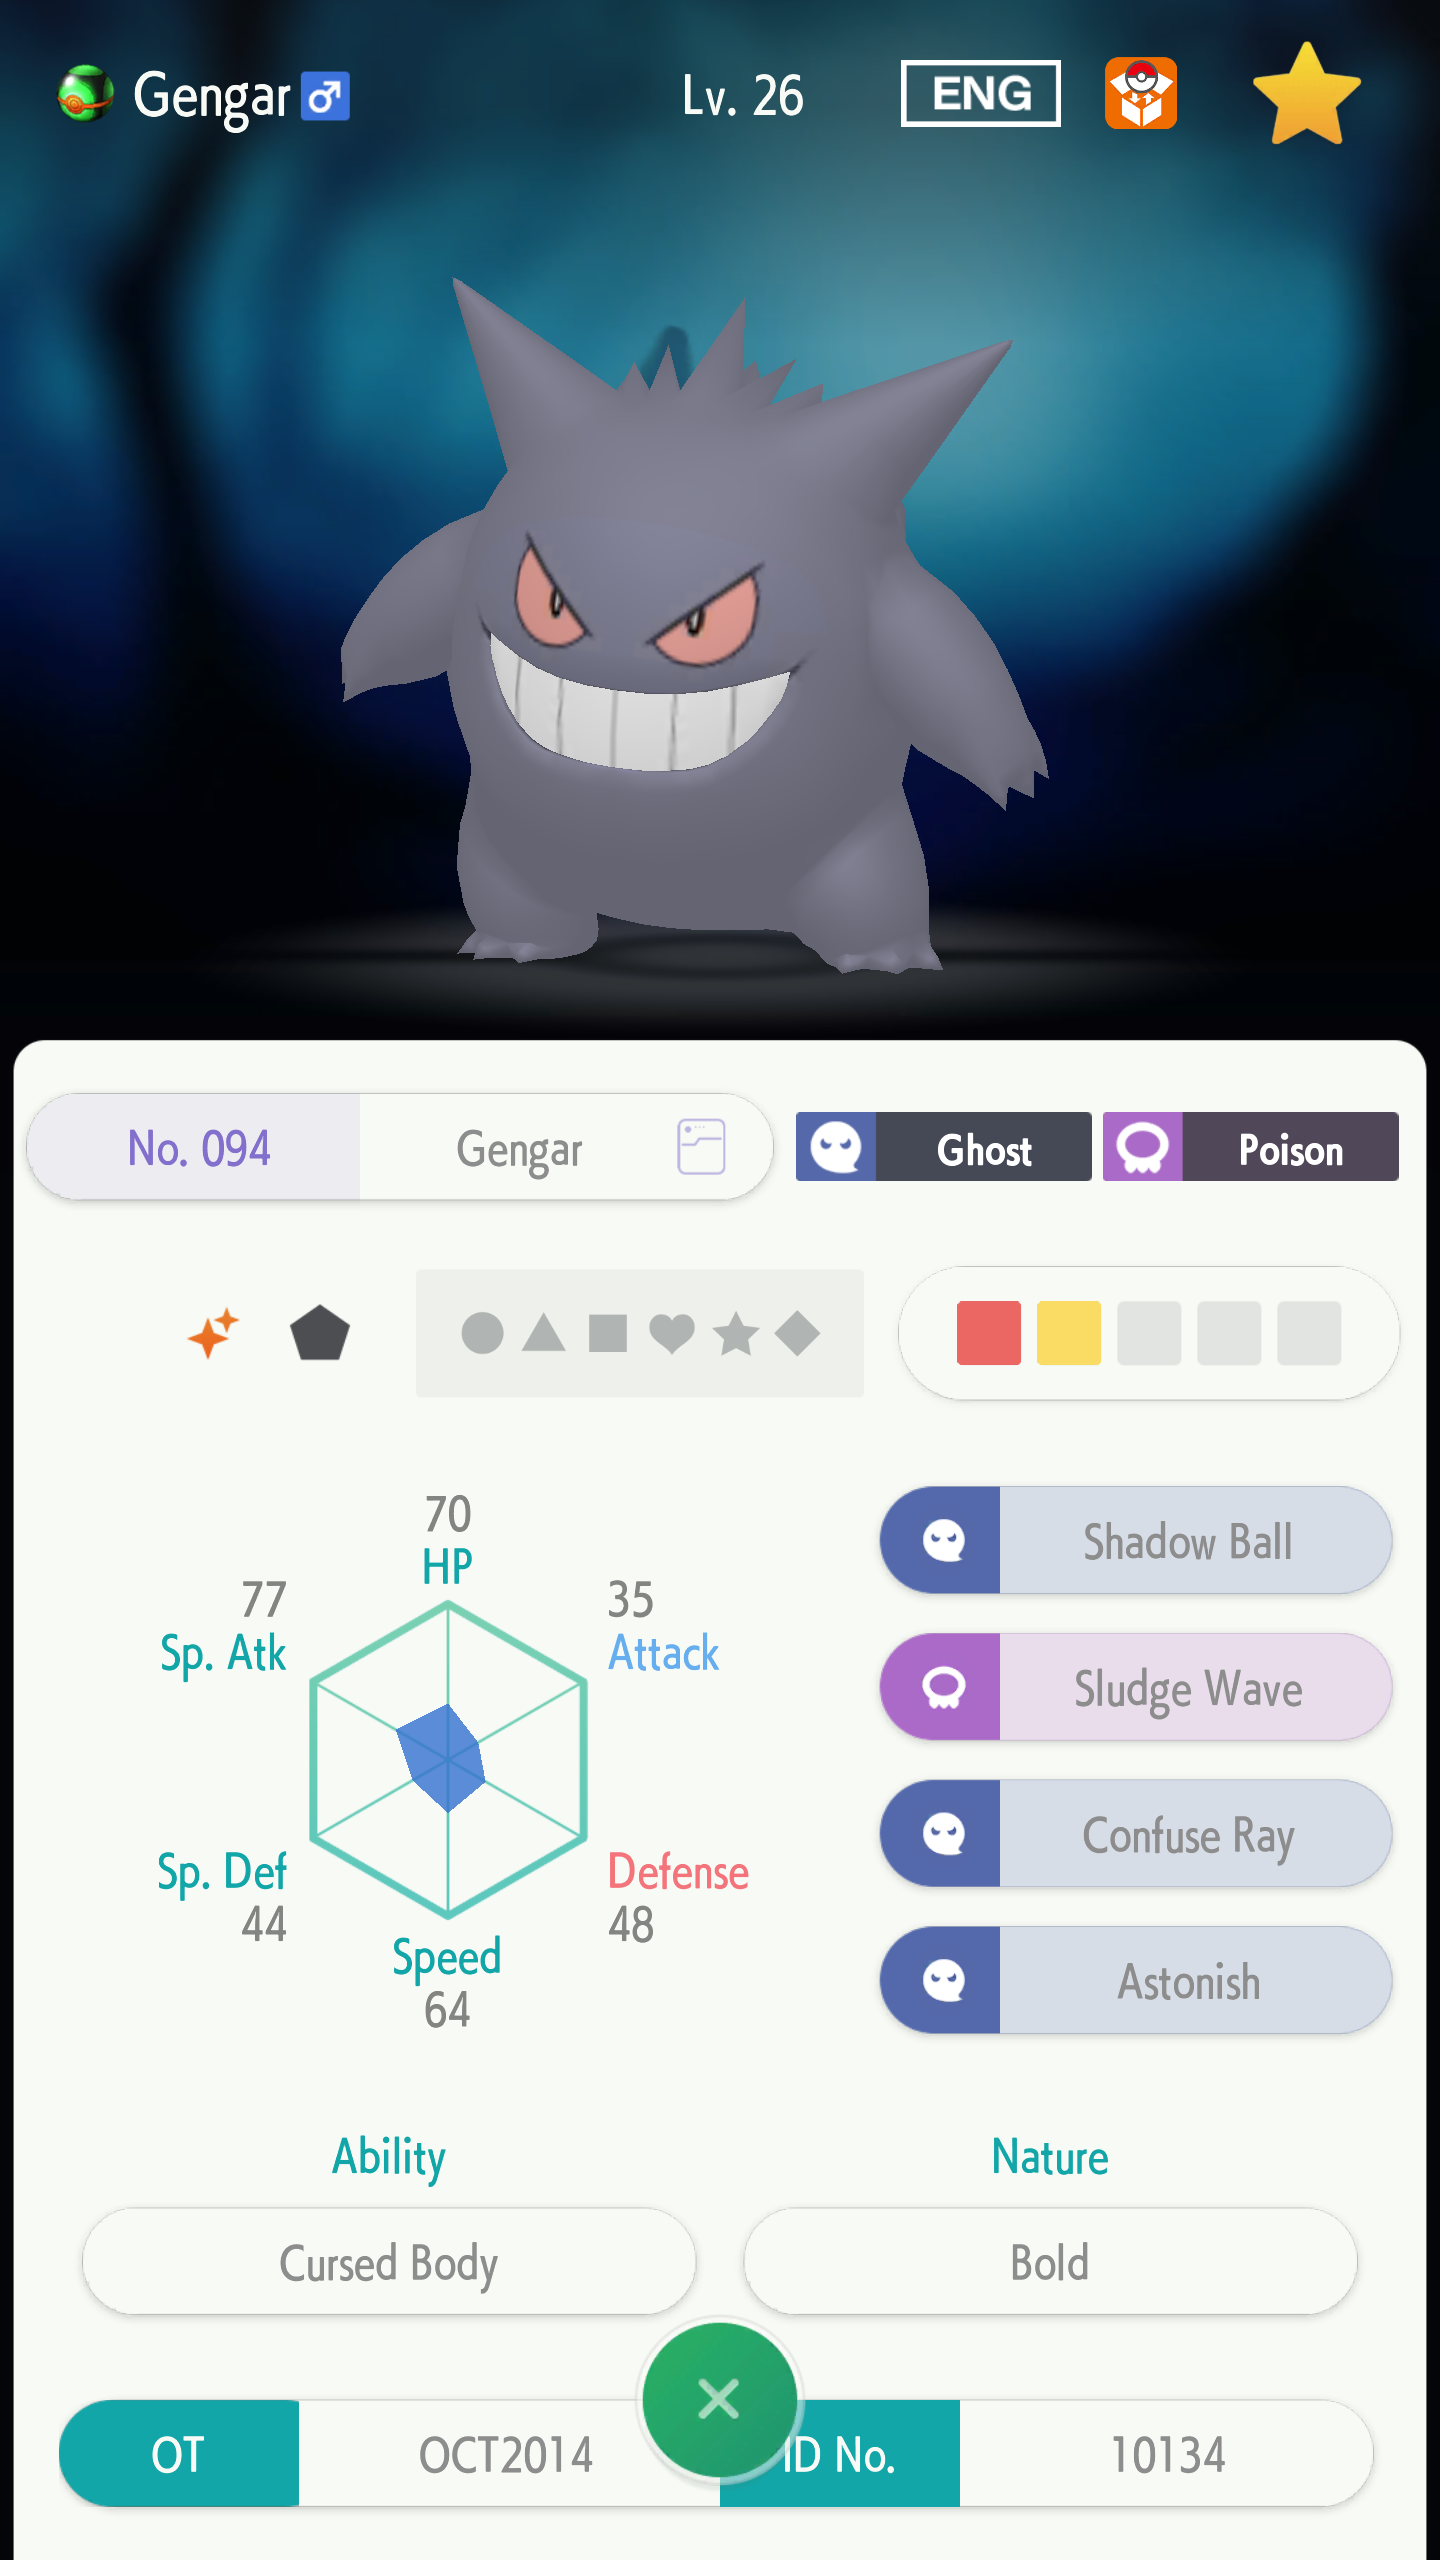 Gengar ♂ Lv. 26 ENG
No. 094 Gengar Ghost Poison
70
HP
77
Sp. Atk
35
Attack
Sp. Def
44
Defense
48
Speed
64
Shadow Ball
Sludge Wave
Confuse Ray
Astonish
Ability
Cursed Body
Nature
Bold
OT OCT2014 ID No. 10134